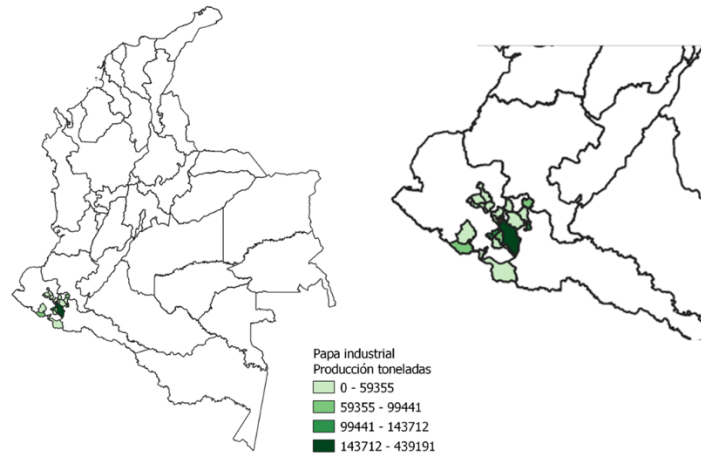 Papa industrial
Producción toneladas
0 - 59355
59355 - 99441
99441 - 143712
143712 - 439191